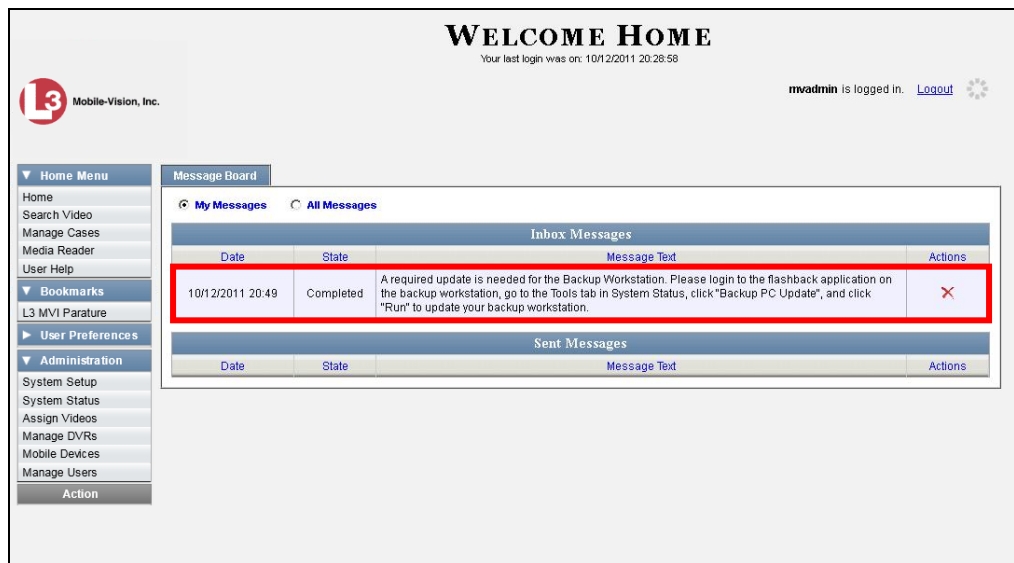 WELCOME HOME
Your last login was on: 10/12/2011 20:28:58
L3 Mobile-Vision, Inc.
mvadmin is logged in. Logout
▼ Home Menu
Home
Search Video
Manage Cases
Media Reader
User Help
▼ Bookmarks
L3 MVI Parature
► User Preferences
▼ Administration
System Setup
System Status
Assign Videos
Manage DVRs
Mobile Devices
Manage Users
Action
Message Board
My Messages All Messages
Inbox Messages
Date State Message Text Actions
10/12/2011 20:49 Completed A required update is needed for the Backup Workstation. Please login to the flashback application on
the backup workstation, go to the Tools tab in System Status, click "Backup PC Update", and click
"Run" to update your backup workstation.
Sent Messages
Date State Message Text Actions